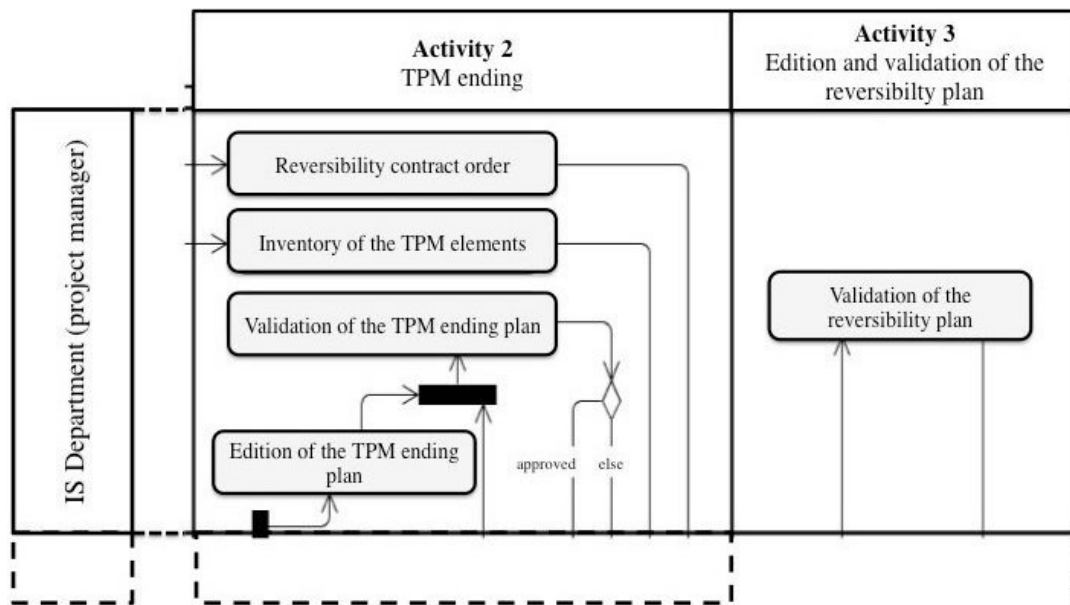 Activity 2
TPM ending
Activity 3
Edition and validation of the
reversibilty plan
IS Department (project manager)
Reversibility contract order
Inventory of the TPM elements
Validation of the TPM ending plan
Edition of the TPM ending
plan
approved
else
Validation of the
reversibility plan